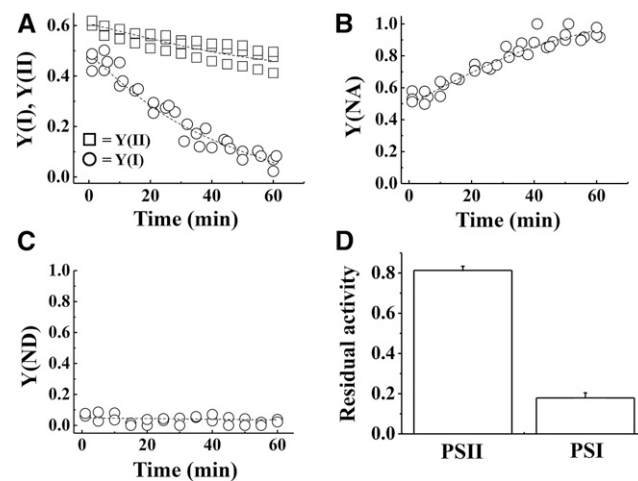 A
Y(I), Y(II)
0.6
0.4
0.2
0.0
□ = Y(II)
○ = Y(I)
0 20 40 60
Time (min)
B
Y(NA)
1.0
0.8
0.6
0.4
0.2
0.0
0 20 40 60
Time (min)
C
Y(ND)
1.0
0.8
0.6
0.4
0.2
0.0
0 20 40 60
Time (min)
D
Residual activity
0.8
0.6
0.4
0.2
0.0
PSII PSI